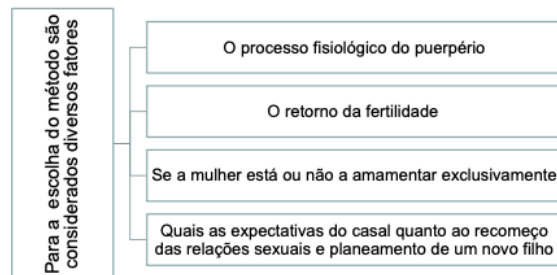 Para a escolha do método são
considerados diversos fatores
O processo fisiológico do puerpério
O retorno da fertilidade
Se a mulher está ou não a amamentar exclusivamente
Quais as expectativas do casal quanto ao recomeço
das relações sexuais e planeamento de um novo filho